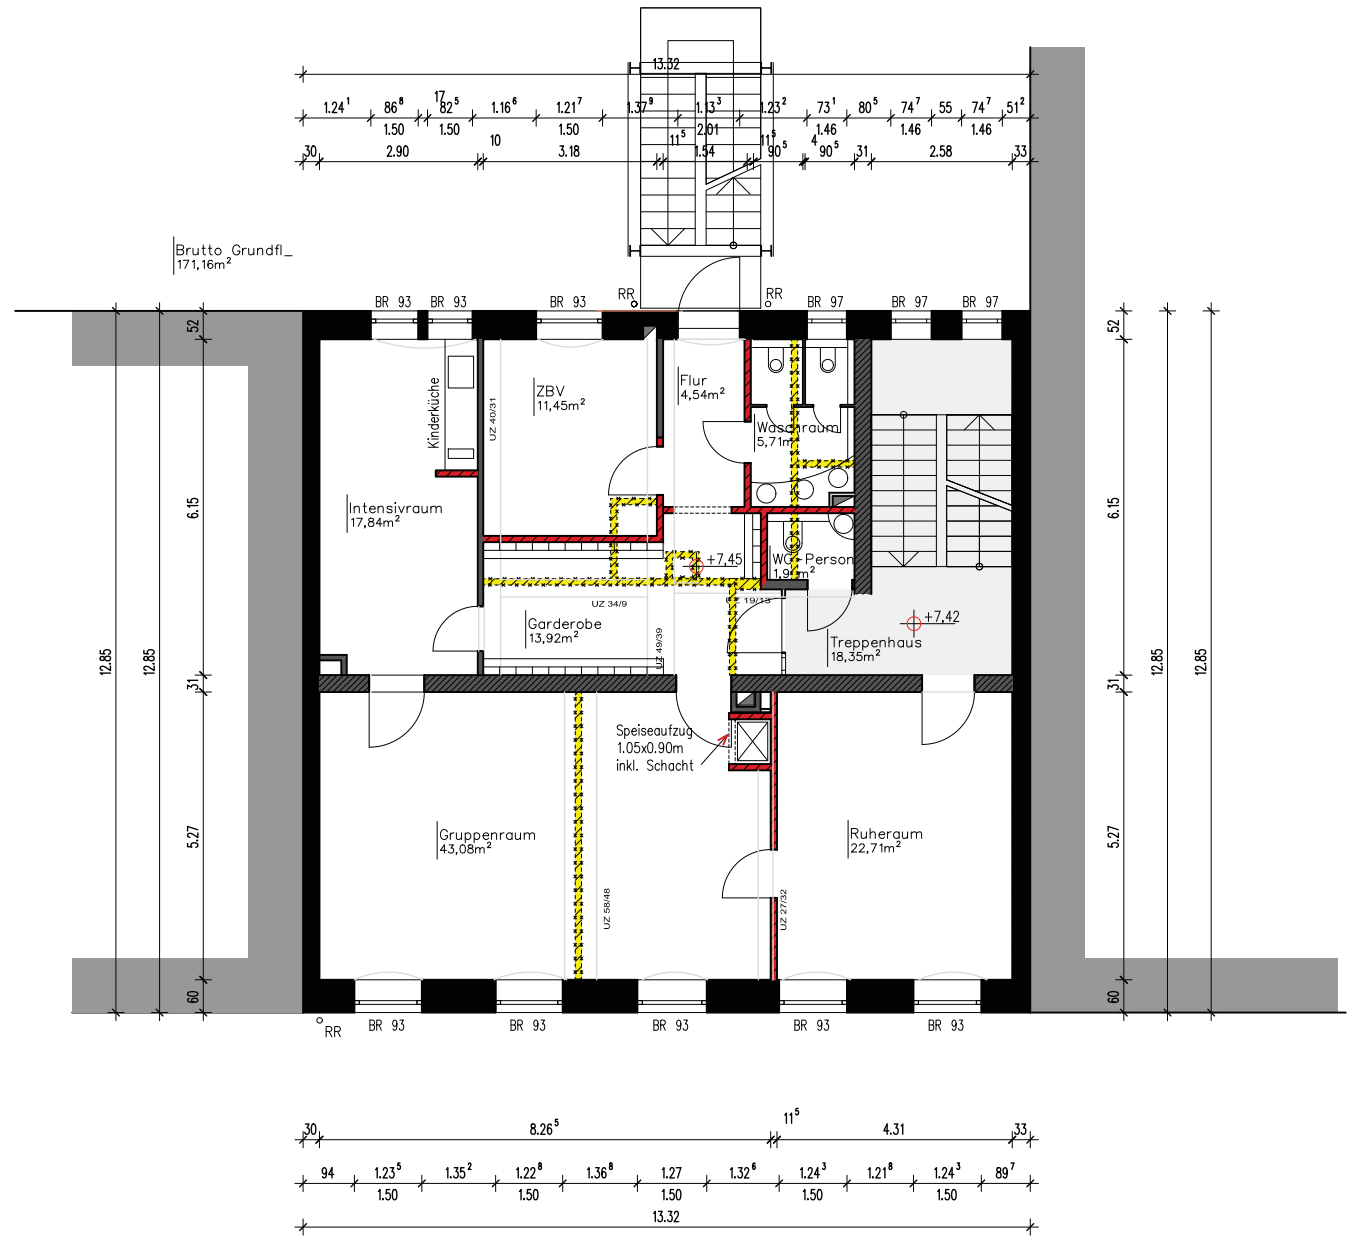 13.32
17
1.24¹ 86⁸ 82⁵ 1.16⁶ 1.21⁷ 1.37⁹ 1.13³ 1.23² 73¹ 80⁵ 74⁷ 55 74⁷ 51²
1.50 1.50 1.50 2.01 1.46 1.46 1.46
10 11⁵ 11⁵ 4
30 2.90 3.18 1.54 90⁵ 90⁵ 31 2.58 33
Brutto Grundfl_
171,16m²
RR RR
BR 93 BR 93 BR 93 BR 97 BR 97 BR 97
52 52
Kinderküche
UZ 40/31
ZBV
11,45m²
Flur
4,54m²
Waschraum
5,71m²
Intensivraum
17,84m²
6.15 6.15
+7,45
WC-Person
UZ 34/9
Garderobe
13,92m²
UZ 49/39
+7,42
Treppenhaus
18,35m²
12.85 12.85 12.85 12.85
31 31
Speiseaufzug
1.05x0.90m
inkl. Schacht
Gruppenraum
43,08m²
Ruheraum
22,71m²
5.27 5.27
UZ 58/48
UZ 27/32
60 60
RR
BR 93 BR 93 BR 93 BR 93 BR 93
11⁵
30 8.26⁵ 4.31 33
94 1.23⁵ 1.35² 1.22⁸ 1.36⁸ 1.27 1.32⁶ 1.24³ 1.21⁸ 1.24³ 89⁷
1.50 1.50 1.50 1.50 1.50
13.32